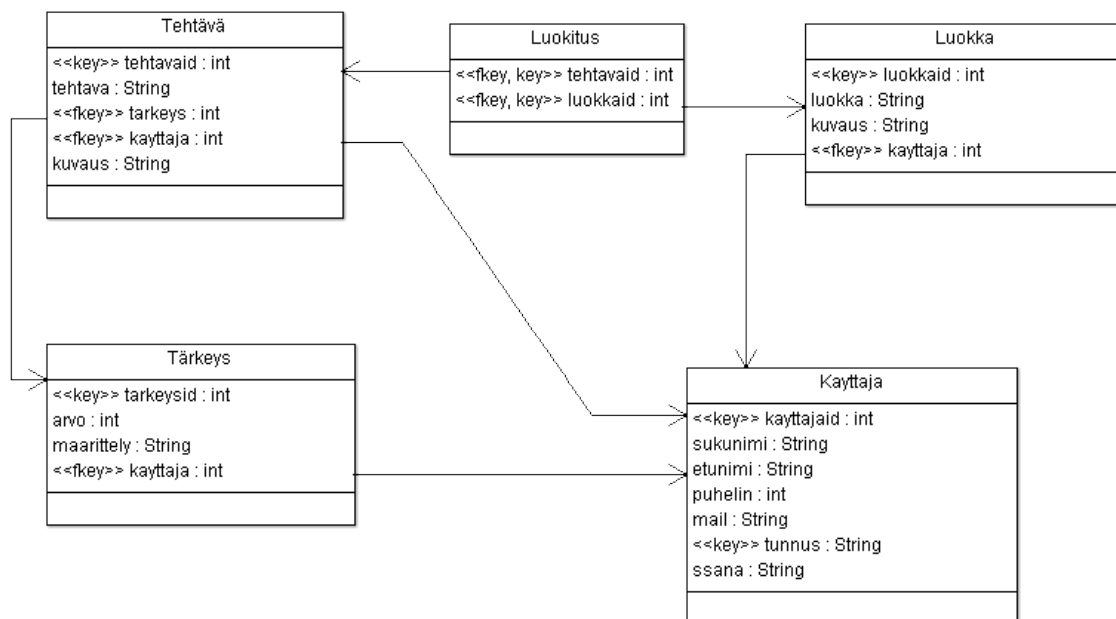 Tehtävä
<<key>> tehtavaid : int
tehtava : String
<<fkey>> tarkeys : int
<<fkey>> kayttaja : int
kuvaus : String
Luokitus
<<fkey, key>> tehtavaid : int
<<fkey, key>> luokkaid : int
Luokka
<<key>> luokkaid : int
luokka : String
kuvaus : String
<<fkey>> kayttaja : int
Tärkeys
<<key>> tarkeysid : int
arvo : int
maarittely : String
<<fkey>> kayttaja : int
Kayttaja
<<key>> kayttajaid : int
sukunimi : String
etunimi : String
puhelin : int
mail : String
<<key>> tunnus : String
ssana : String